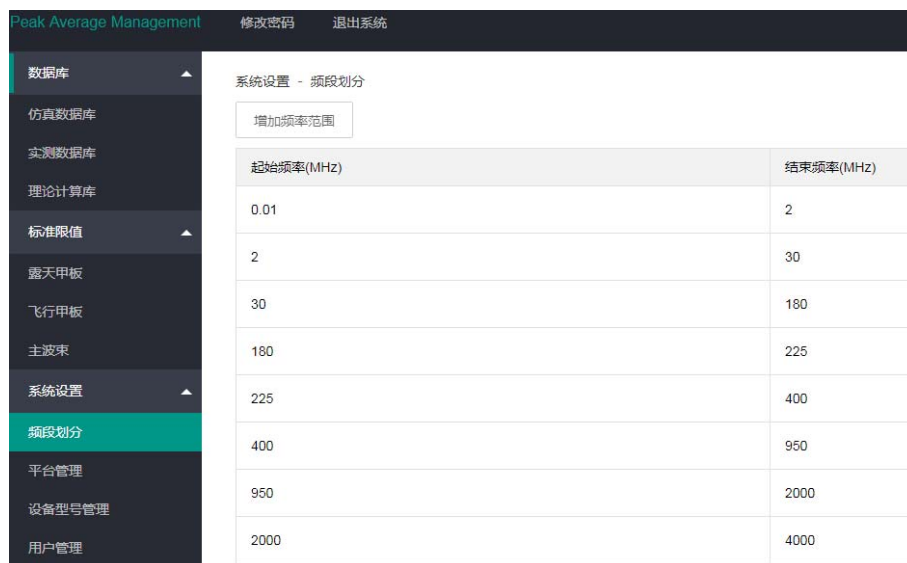 Peak Average Management 修改密码 退出系统
数据库
仿真数据库
实测数据库
理论计算库
标准限值
露天甲板
飞行甲板
主波束
系统设置
频段划分
平台管理
设备型号管理
用户管理
系统设置 - 频段划分
增加频率范围
起始频率(MHz) 结束频率(MHz)
0.01 2
2 30
30 180
180 225
225 400
400 950
950 2000
2000 4000